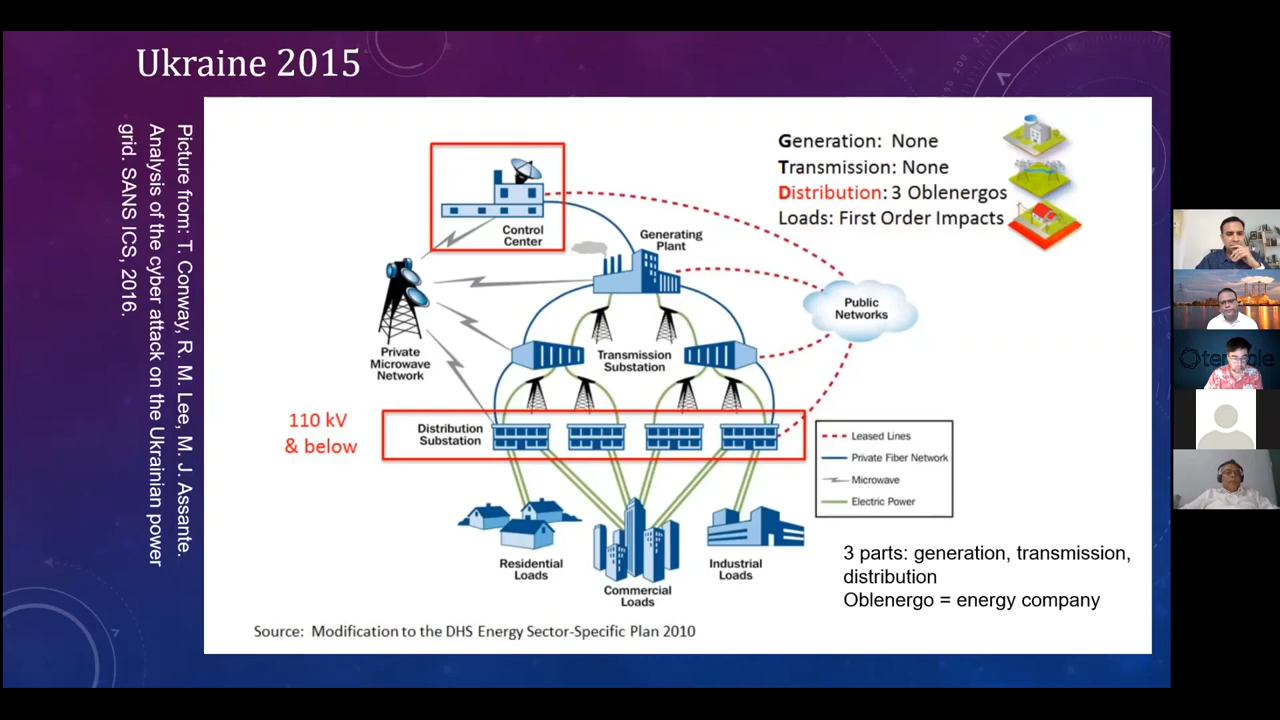 Ukraine 2015
Picture from: T. Conway, R. M. Lee, M. J. Assante.
Analysis of the cyber attack on the Ukrainian power
grid. SANS ICS, 2016.
Generation: None
Transmission: None
Distribution: 3 Oblenergos
Loads: First Order Impacts
Control
Center
Generating
Plant
Public
Networks
Private
Microwave
Network
Transmission
Substation
110 kV
& below
Distribution
Substation
Leased Lines
Private Fiber Network
Microwave
Electric Power
Residential
Loads
Commercial
Loads
Industrial
Loads
3 parts: generation, transmission,
distribution
Oblenergo = energy company
Source: Modification to the DHS Energy Sector-Specific Plan 2010